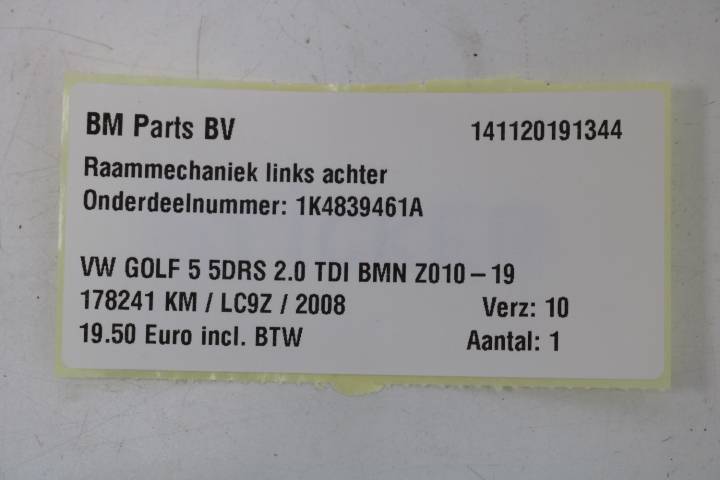 BM Parts BV 141120191344
Raammechaniek links achter
Onderdeelnummer: 1K4839461A
VW GOLF 5 5DRS 2.0 TDI BMN Z010 – 19
178241 KM / LC9Z / 2008 Verz: 10
19.50 Euro incl. BTW Aantal: 1